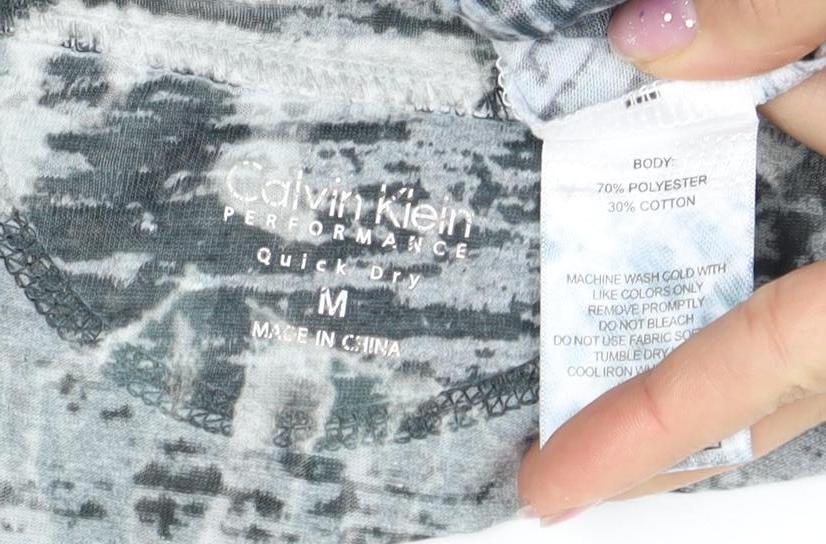 Calvin Klein
PERFORMANCE
Quick Dry
M
MADE IN CHINA
BODY:
70% POLYESTER
30% COTTON
MACHINE WASH COLD WITH
LIKE COLORS ONLY
REMOVE PROMPTLY
DO NOT BLEACH
DO NOT USE FABRIC
TUMBLE DRY
COOL IRON